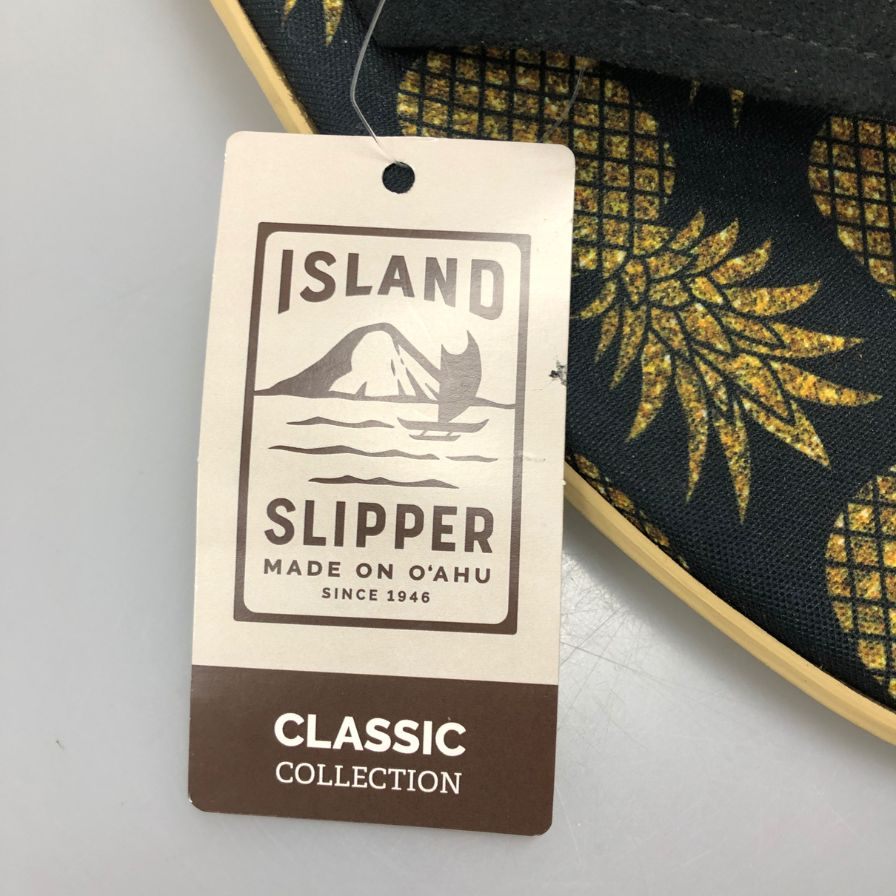 ISLAND
SLIPPER
MADE ON O‘AHU
SINCE 1946
CLASSIC
COLLECTION